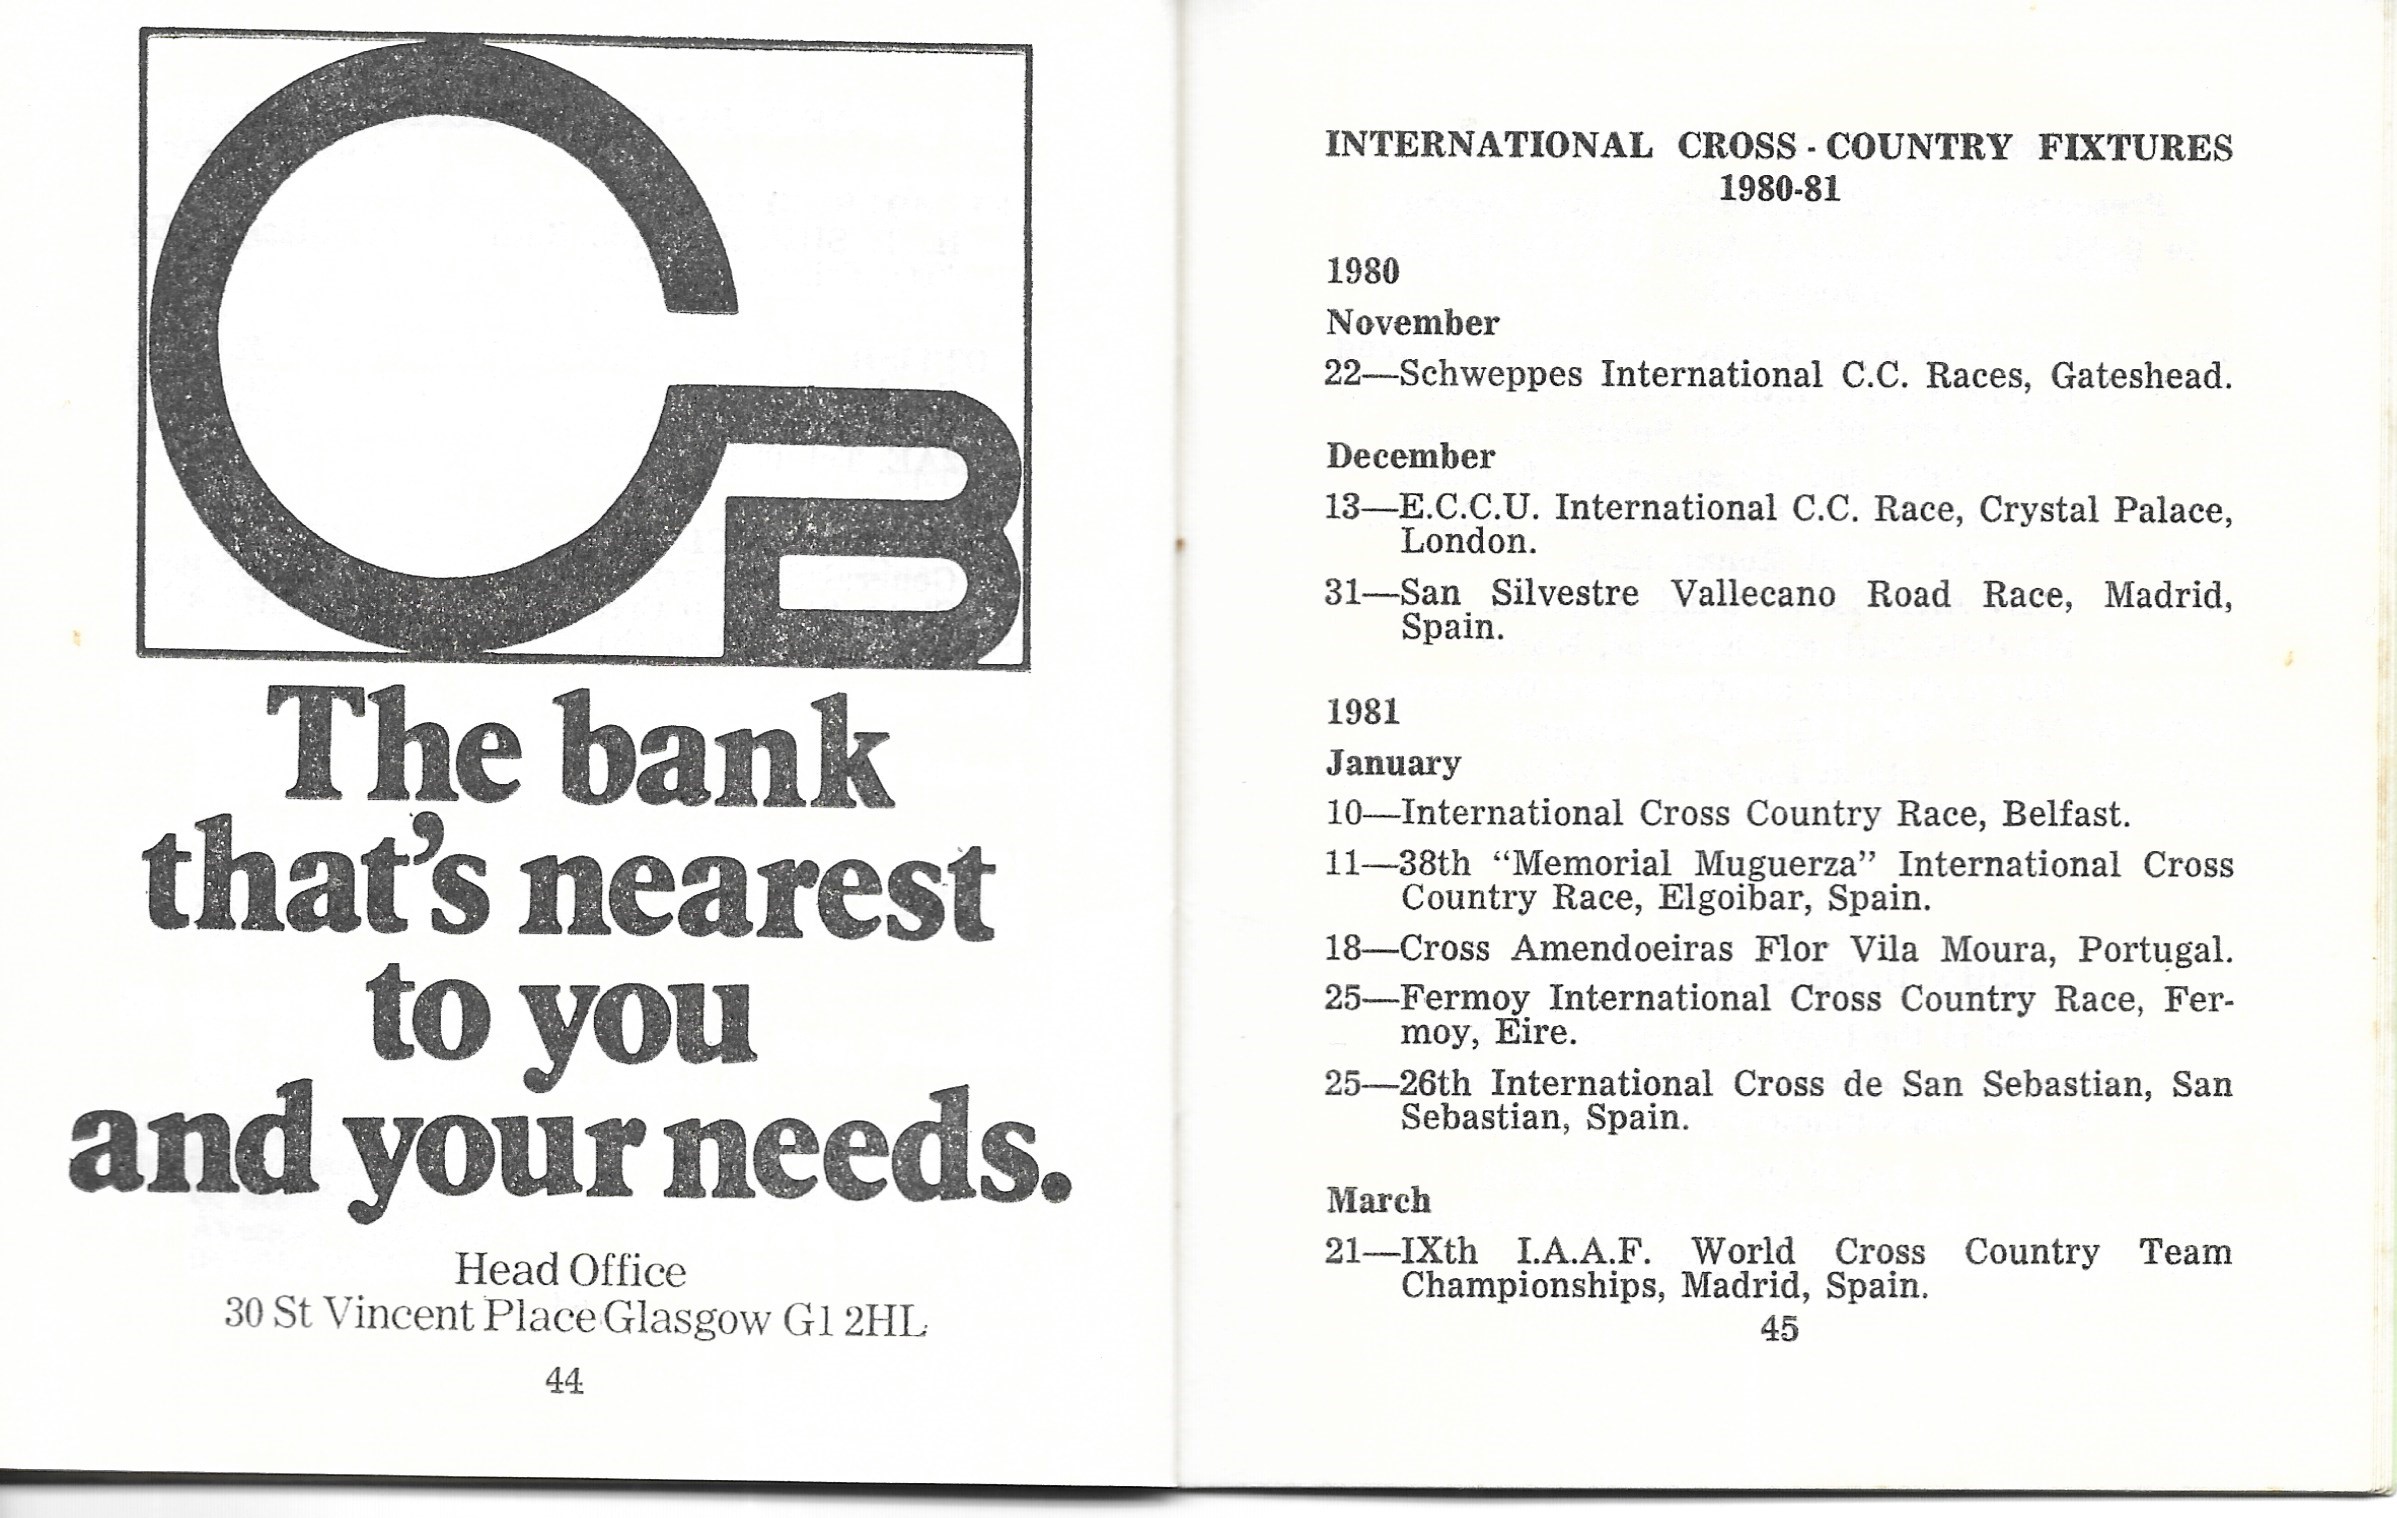 CB
The bank
that's nearest
to you
and your needs.
Head Office
30 St Vincent Place Glasgow G1 2HL
44
INTERNATIONAL CROSS-COUNTRY FIXTURES
1980-81
1980
November
22—Schweppes International C.C. Races, Gateshead.
December
13—E.C.C.U. International C.C. Race, Crystal Palace,
London.
31—San Silvestre Vallecano Road Race, Madrid,
Spain.
1981
January
10—International Cross Country Race, Belfast.
11—38th “Memorial Muguerza” International Cross
Country Race, Elgoibar, Spain.
18—Cross Amendoeiras Flor Vila Moura, Portugal.
25—Fermoy International Cross Country Race, Fer-
moy, Eire.
25—26th International Cross de San Sebastian, San
Sebastian, Spain.
March
21—IXth I.A.A.F. World Cross Country Team
Championships, Madrid, Spain.
45